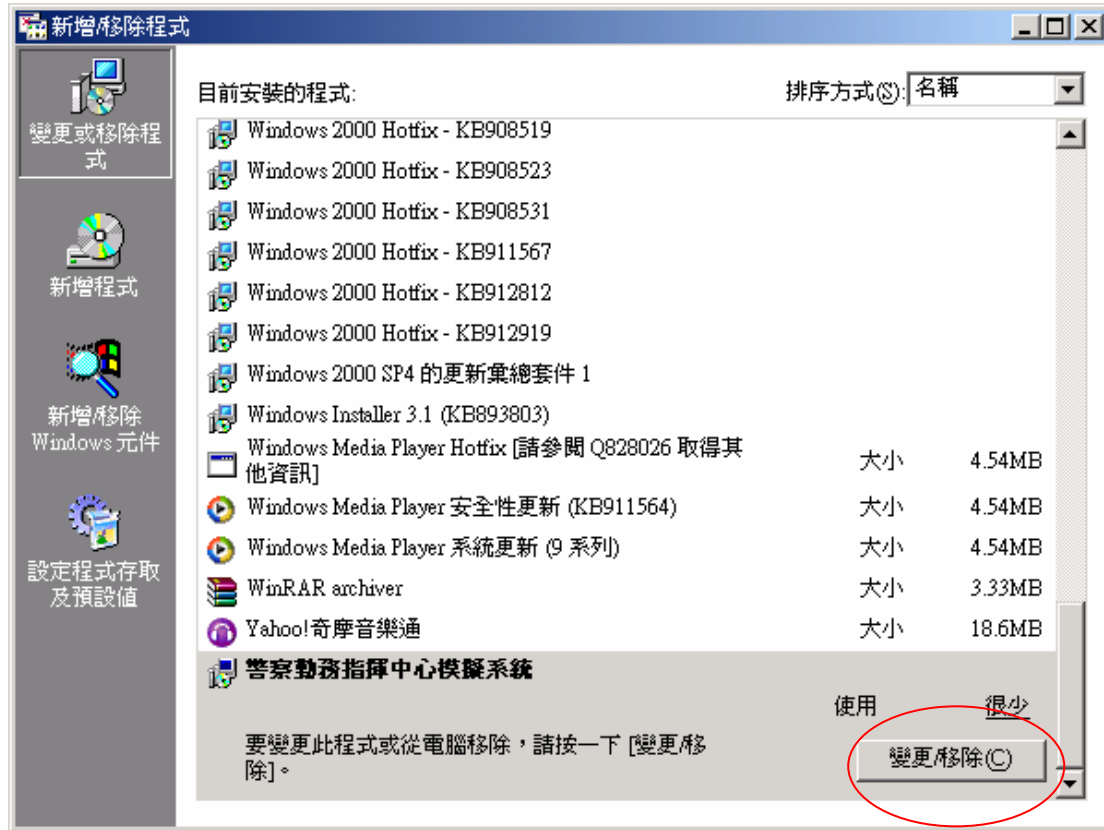 新增/移除程式
目前安裝的程式:
排序方式(S): 名稱
變更或移除程
式
新增程式
新增/移除
Windows 元件
設定程式存取
及預設值
Windows 2000 Hotfix - KB908519
Windows 2000 Hotfix - KB908523
Windows 2000 Hotfix - KB908531
Windows 2000 Hotfix - KB911567
Windows 2000 Hotfix - KB912812
Windows 2000 Hotfix - KB912919
Windows 2000 SP4 的更新彙總套件 1
Windows Installer 3.1 (KB893803)
Windows Media Player Hotfix [請參閱 Q828026 取得其
他資訊] 大小 4.54MB
Windows Media Player 安全性更新 (KB911564) 大小 4.54MB
Windows Media Player 系統更新 (9 系列) 大小 4.54MB
WinRAR archiver 大小 3.33MB
Yahoo!奇摩音樂通 大小 18.6MB
警察勤務指揮中心模擬系統
使用 很少
要變更此程式或從電腦移除，請按一下 [變更/移
除]。
變更/移除(C)